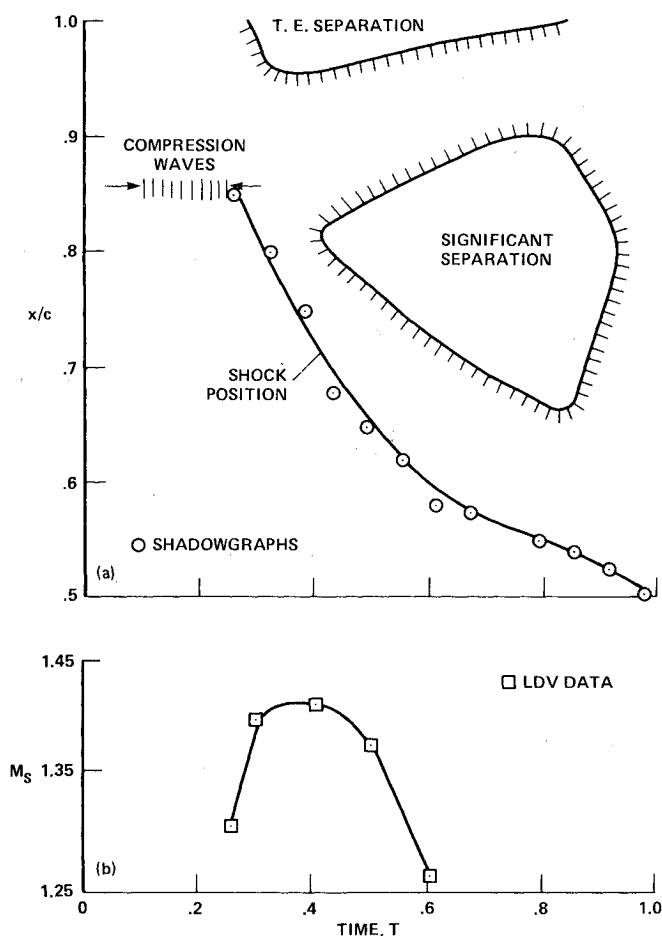 1.0
T. E. SEPARATION
.9
COMPRESSION
WAVES
.8
SIGNIFICANT
SEPARATION
x/c
.7
SHOCK
POSITION
.6
SHADOWGRAPHS
(a)
.5
1.45
LDV DATA
MS
1.35
(b)
1.25
0 .2 .4 .6 .8 1.0
TIME, T